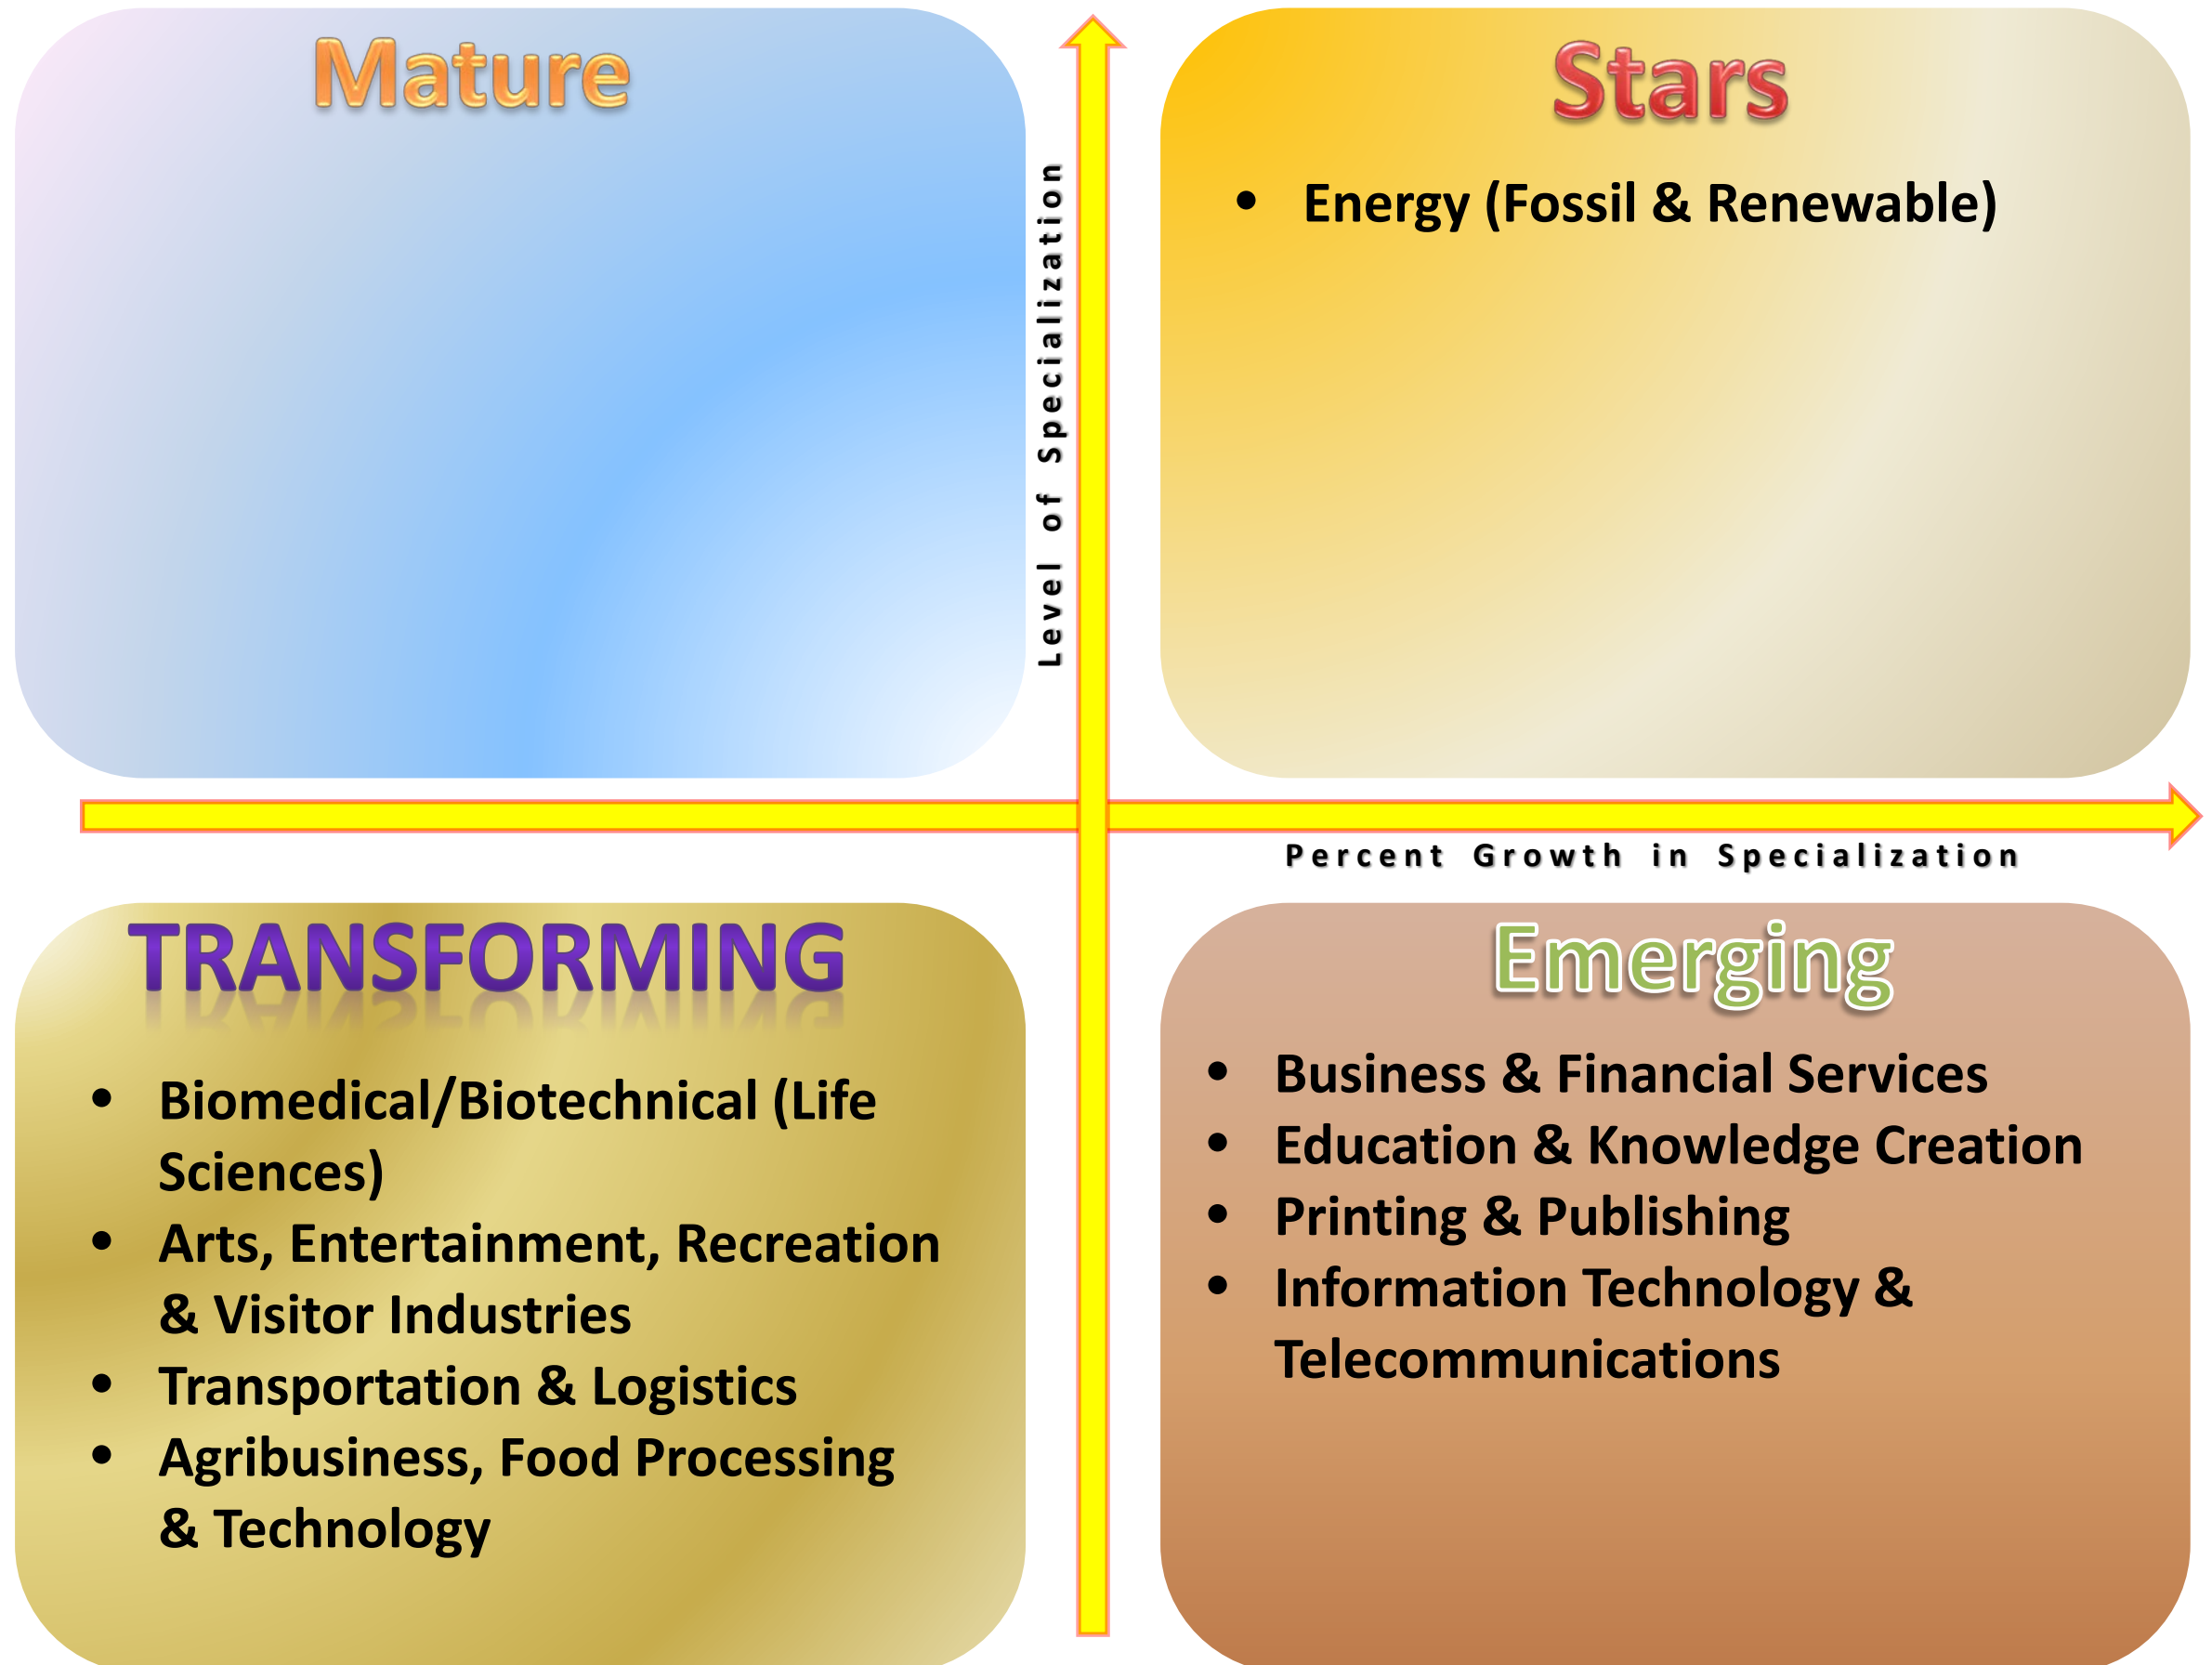 Mature
Level of Specialization
Stars
• Energy (Fossil & Renewable)
Percent Growth in Specialization
TRANSFORMING
• Biomedical/Biotechnical (Life
Sciences)
• Arts, Entertainment, Recreation
& Visitor Industries
• Transportation & Logistics
• Agribusiness, Food Processing
& Technology
Emerging
• Business & Financial Services
• Education & Knowledge Creation
• Printing & Publishing
• Information Technology &
Telecommunications